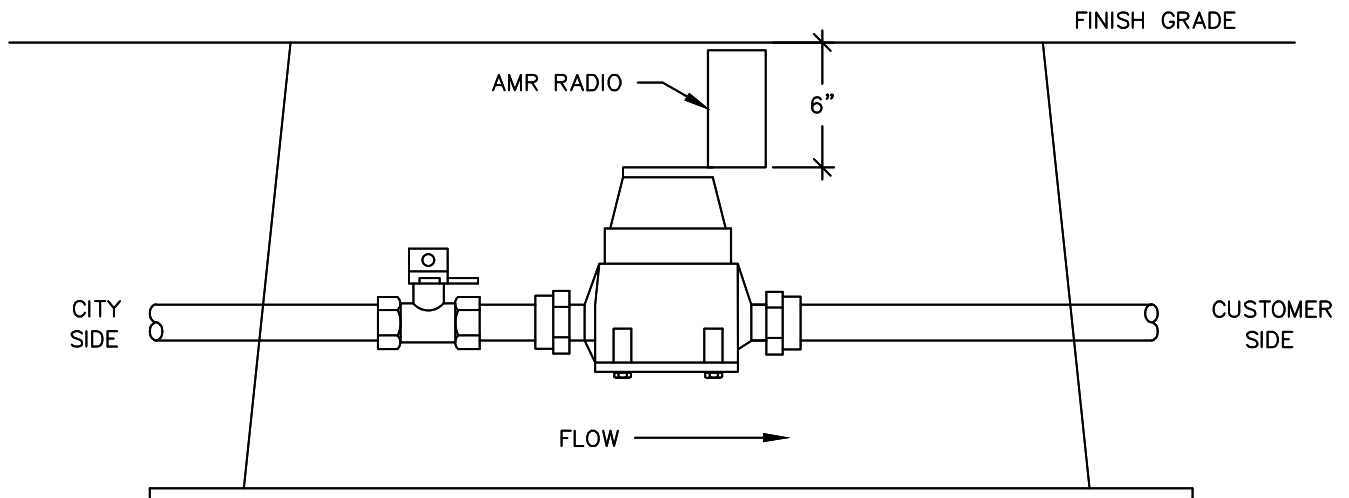 FINISH GRADE
AMR RADIO
6”
CITY
SIDE
CUSTOMER
SIDE
FLOW